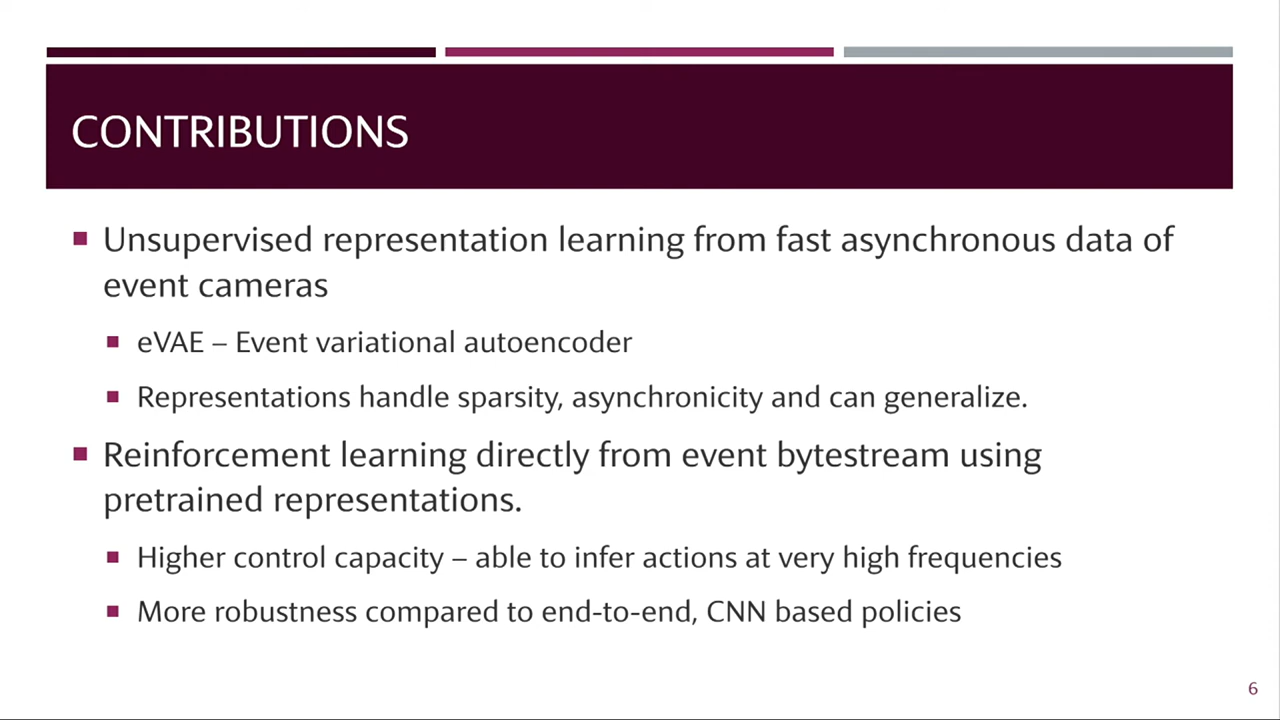 CONTRIBUTIONS
Unsupervised representation learning from fast asynchronous data of
event cameras
eVAE – Event variational autoencoder
Representations handle sparsity, asynchronicity and can generalize.
Reinforcement learning directly from event bytestream using
pretrained representations.
Higher control capacity – able to infer actions at very high frequencies
More robustness compared to end-to-end, CNN based policies
6